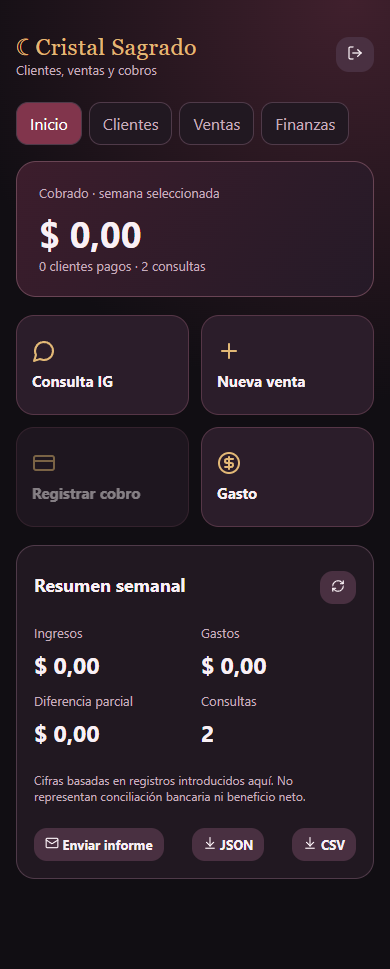 Cristal Sagrado
Clientes, ventas y cobros
Inicio
Clientes
Ventas
Finanzas
Cobrado · semana seleccionada
$ 0,00
0 clientes pagos · 2 consultas
Consulta IG
Nueva venta
Registrar cobro
Gasto
Resumen semanal
Ingresos
Gastos
$ 0,00
$ 0,00
Diferencia parcial
Consultas
$ 0,00
2
Cifras basadas en registros introducidos aquí. No
representan conciliación bancaria ni beneficio neto.
Enviar informe
JSON
CSV